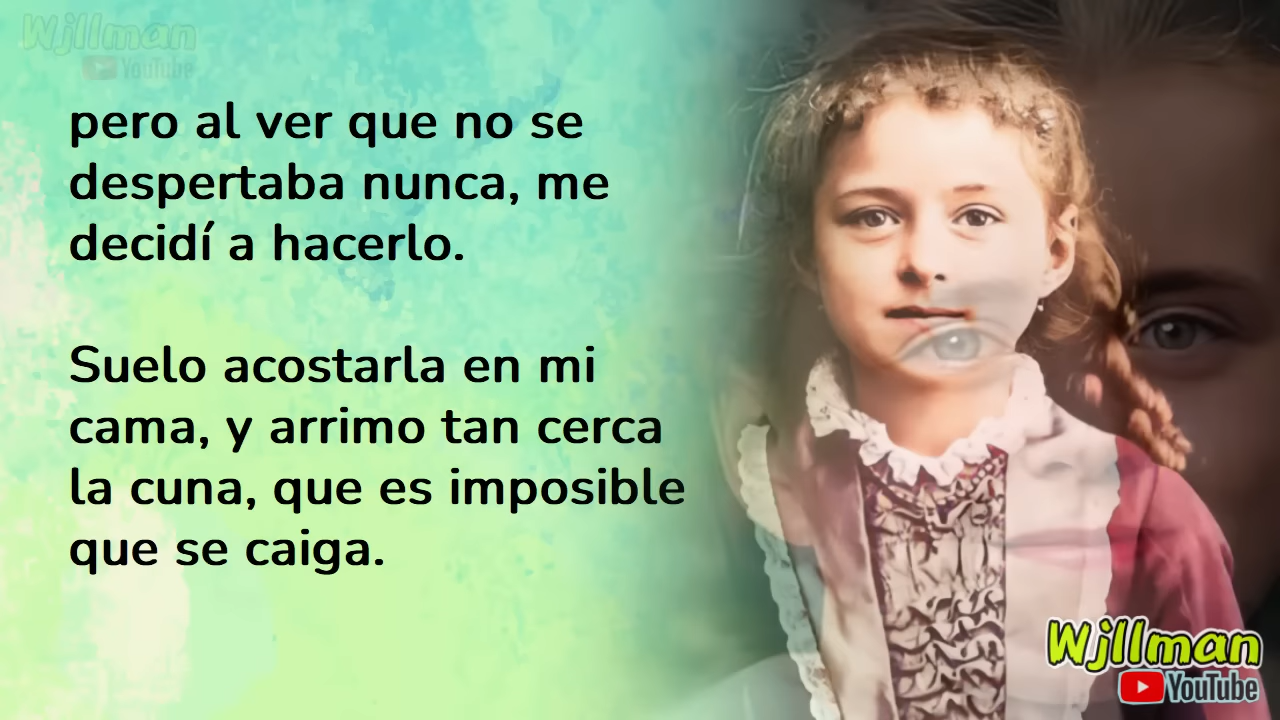 Wjllman
YouTube
pero al ver que no se
despertaba nunca, me
decidí a hacerlo.
Suelo acostarla en mi
cama, y arrimo tan cerca
la cuna, que es imposible
que se caiga.
Wjllman
YouTube